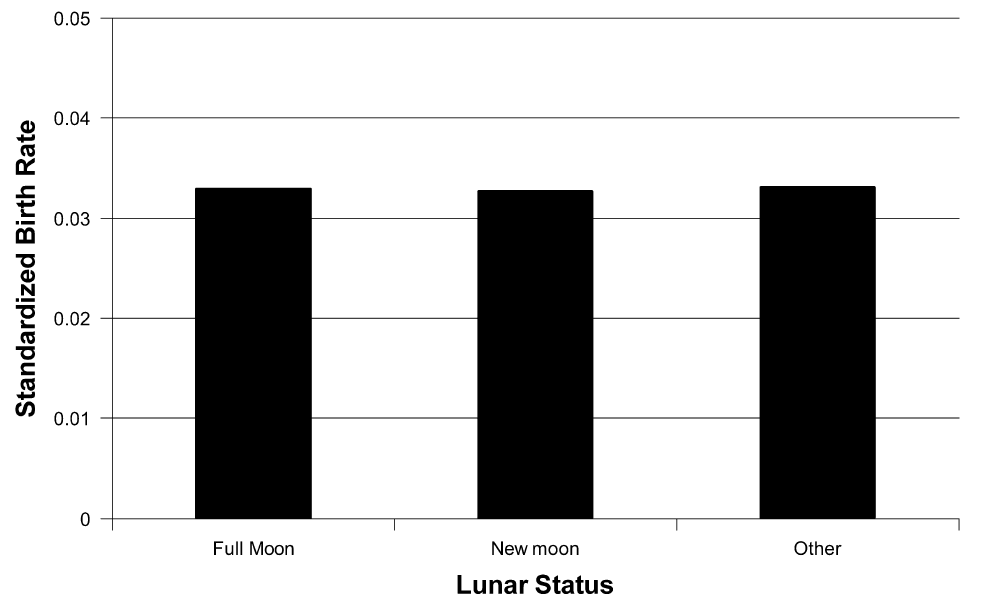 0.05
0.04
0.03
0.02
0.01
0
Standardized Birth Rate
Full Moon
New moon
Other
Lunar Status